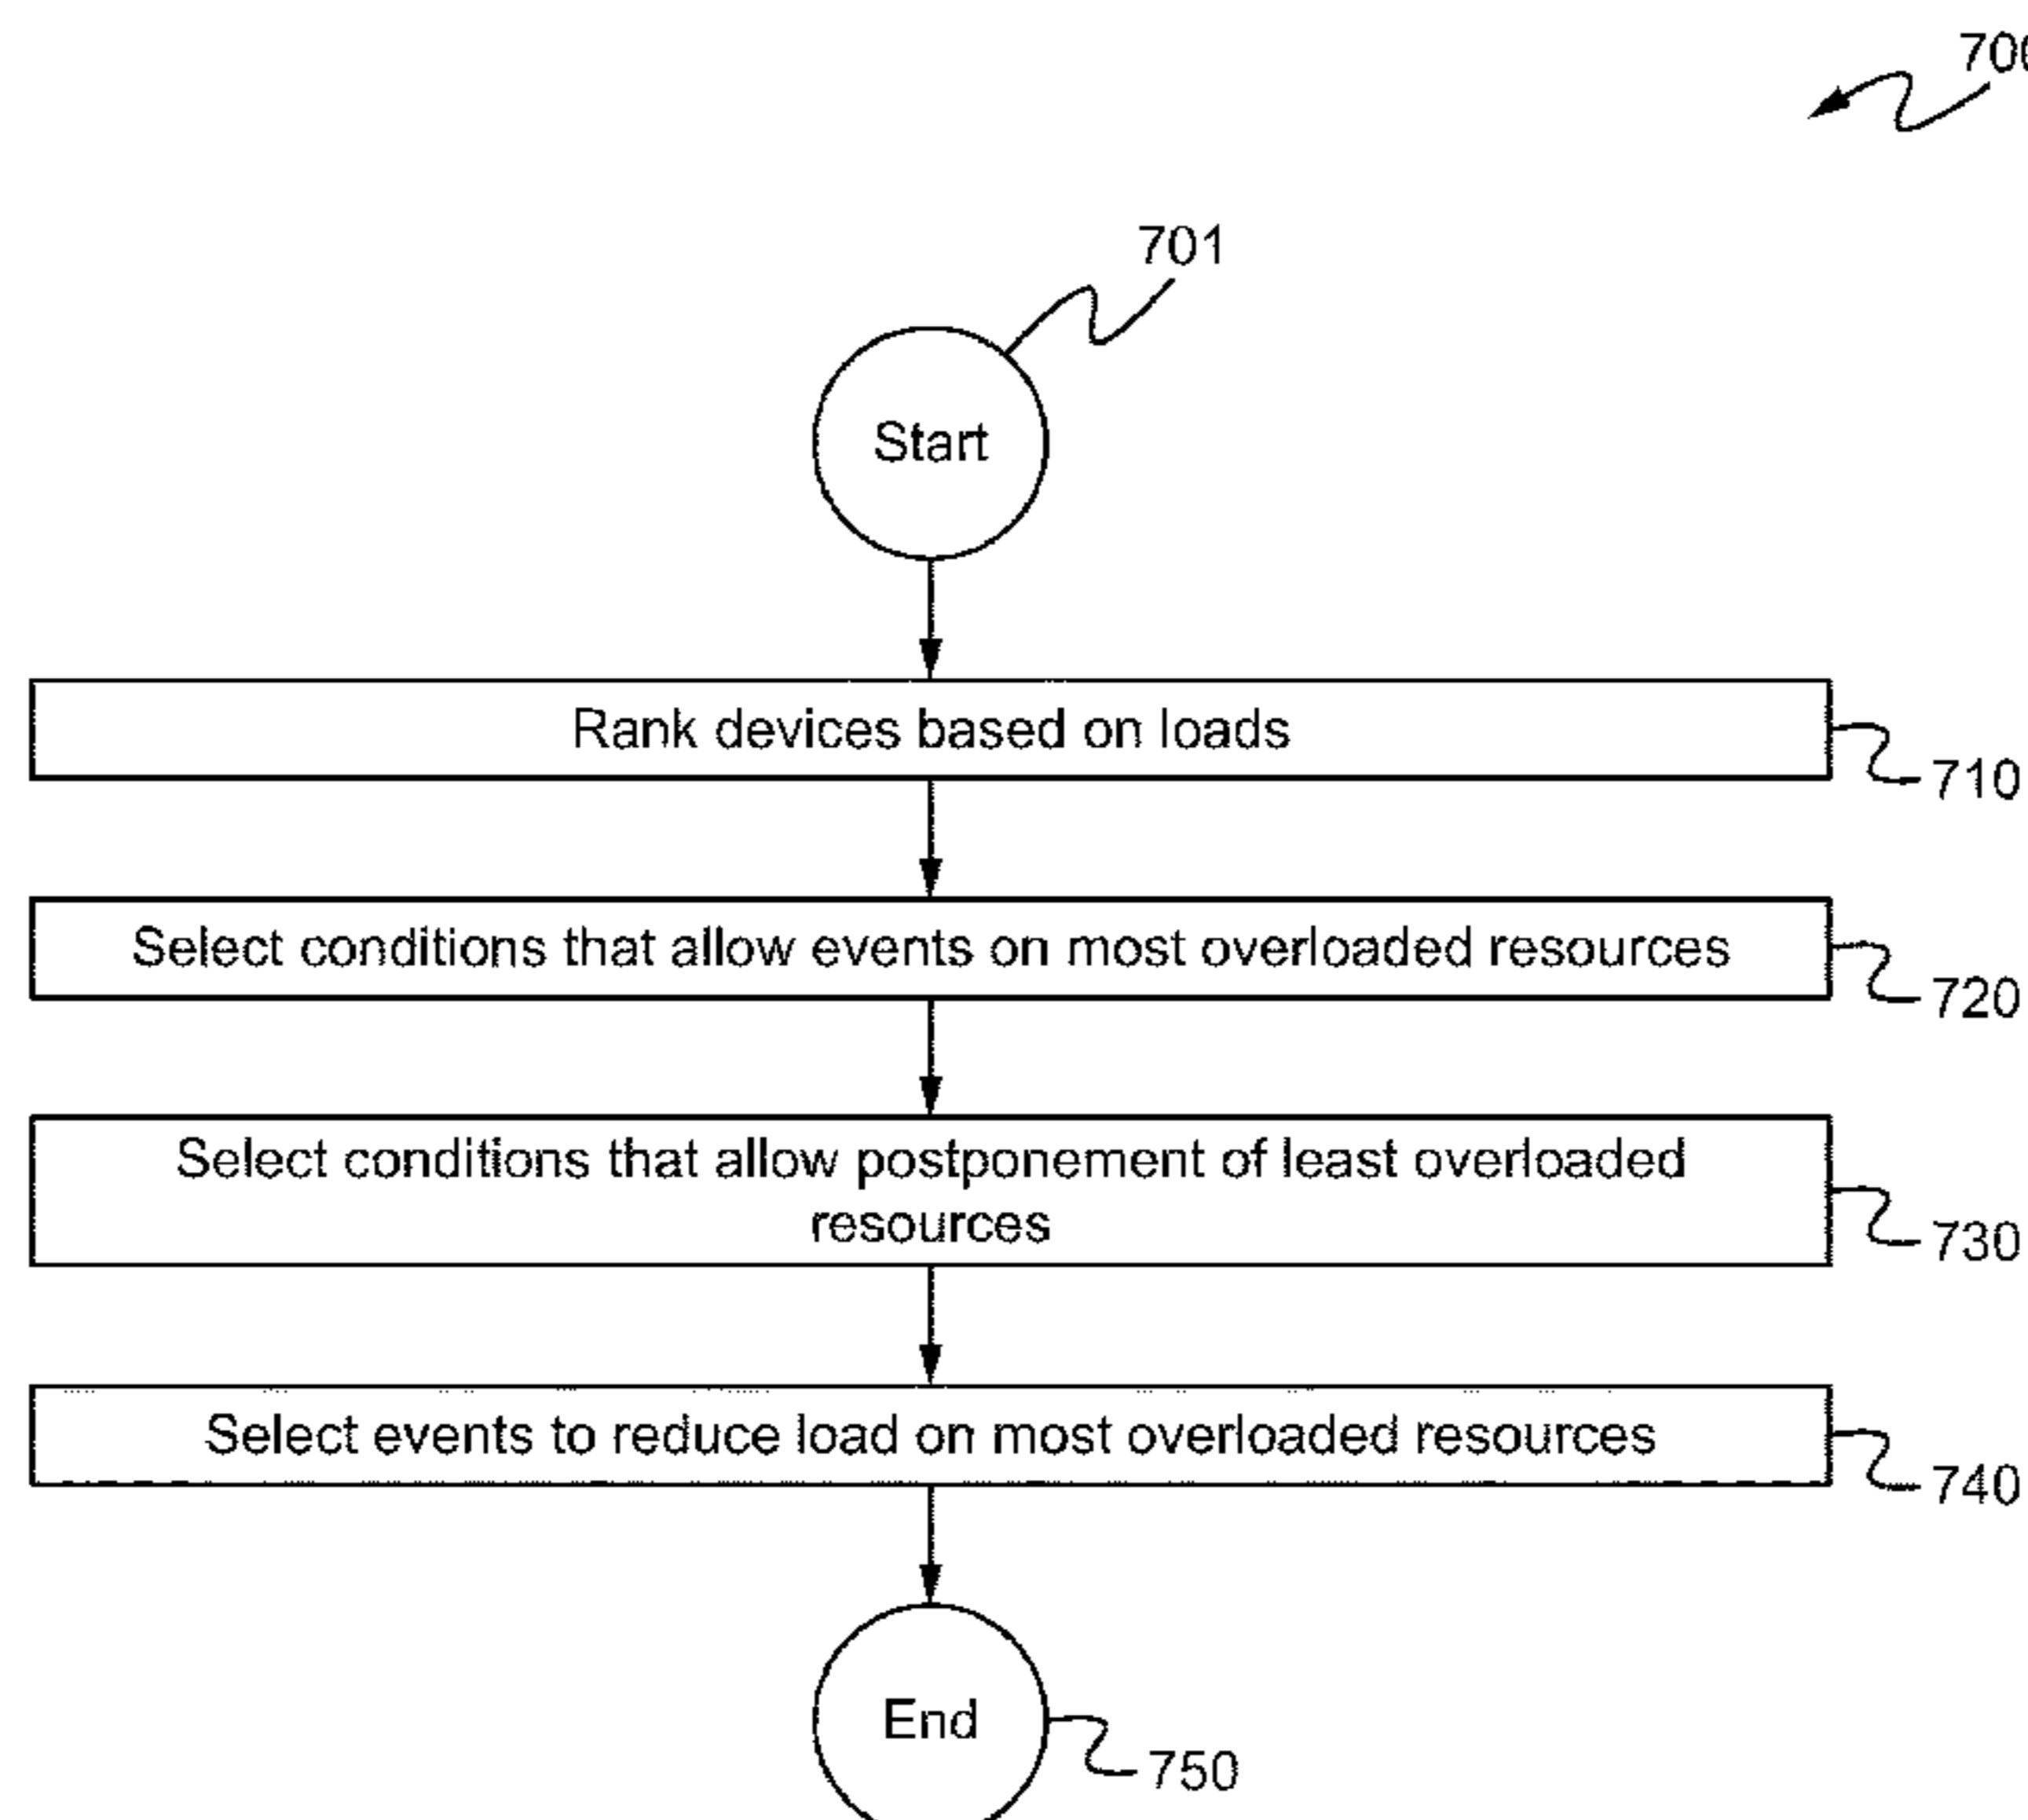 700
701
Start
Rank devices based on loads
710
Select conditions that allow events on most overloaded resources
720
Select conditions that allow postponement of least overloaded
resources
730
Select events to reduce load on most overloaded resources
740
End
750